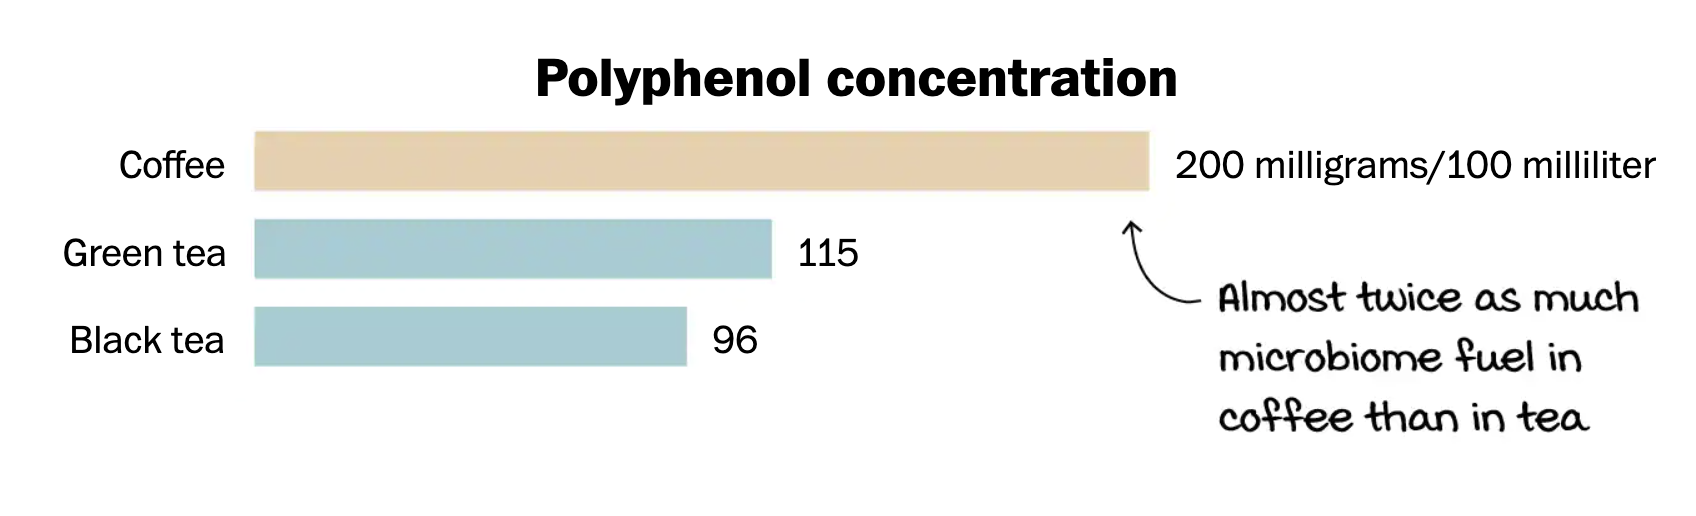 Polyphenol concentration
Coffee 200 milligrams/100 milliliter
Green tea 115
Black tea 96
Almost twice as much
microbiome fuel in
coffee than in tea